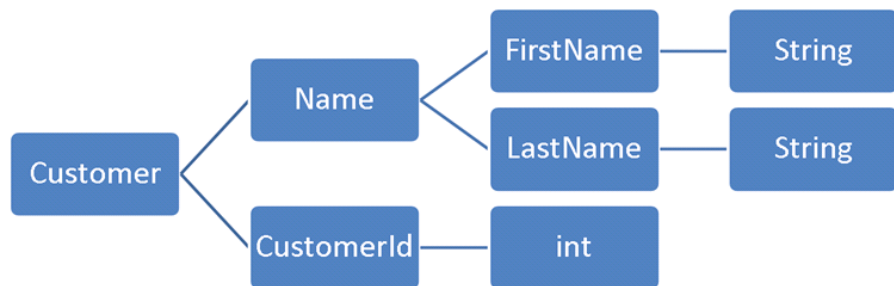 Customer
Name
FirstName
String
LastName
String
CustomerId
int